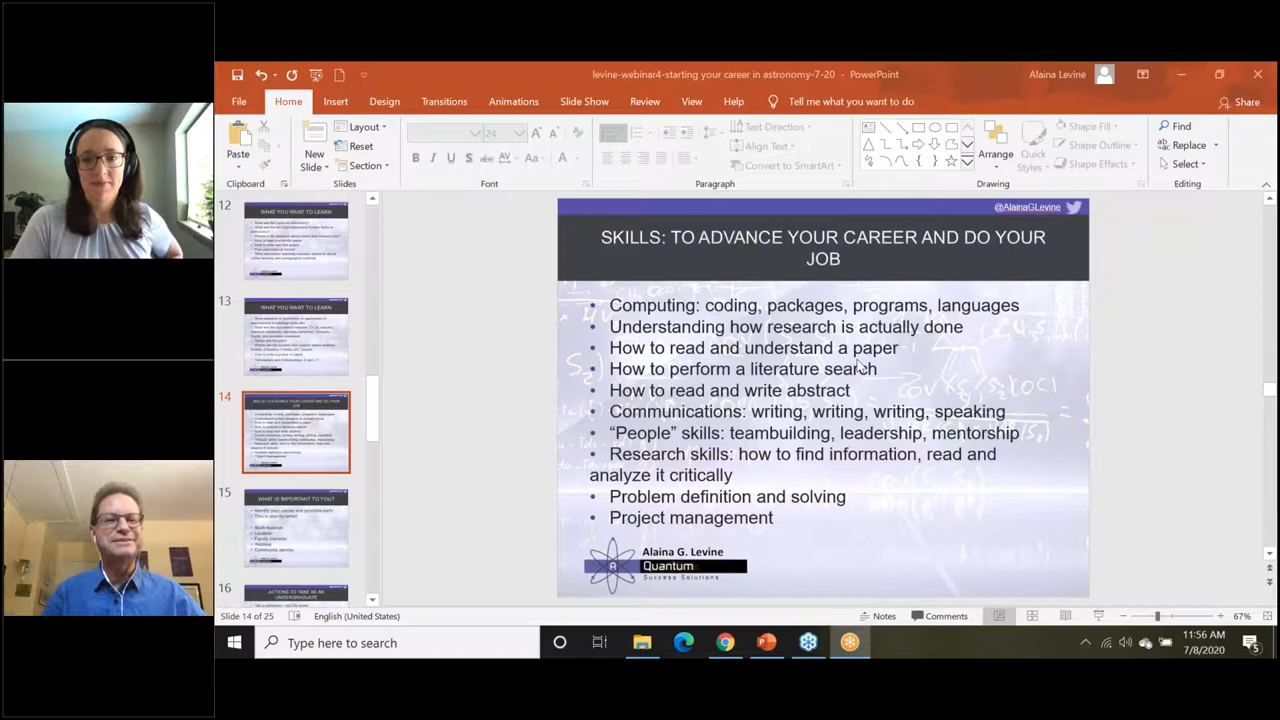 levine-webinar4-starting your career in astronomy-7-20 - PowerPoint
Alaina Levine
File Home Insert Design Transitions Animations Slide Show Review View Help Tell me what you want to do
Share
Paste
Clipboard
New Slide
Layout
Reset
Section
Slides
24
Font
Text Direction
Align Text
Convert to SmartArt
Paragraph
Arrange
Quick Styles
Shape Fill
Shape Outline
Shape Effects
Drawing
Find
Replace
Select
Editing
12
WHAT YOU WANT TO LEARN
13
WHAT YOU WANT TO LEARN
14
15
WHAT IS IMPORTANT TO YOU?
16
ACTIONS TO TAKE AS AN
UNDERGRADUATE
@AlainaGLevine
SKILLS: TO ADVANCE YOUR CAREER AND DO YOUR
JOB
• Computing: coding, packages, programs, languages
• Understanding how research is actually done
• How to read and understand a paper
• How to perform a literature search
• How to read and write abstract
• Communications: writing, writing, writing, speaking
• “People” skills: teambuilding, leadership, mentorship
• Research skills: how to find information, read and
analyze it critically
• Problem definition and solving
• Project management
Alaina G. Levine
Quantum
Success Solutions
Slide 14 of 25 English (United States) Notes Comments 67%
Type here to search
11:56 AM
7/8/2020
5